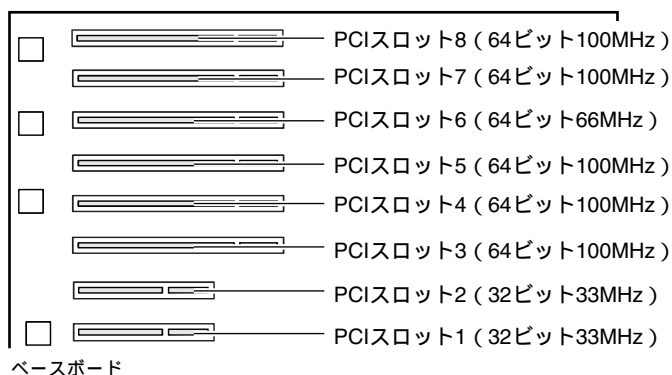 PCIスロット8（64ビット100MHz）
PCIスロット7（64ビット100MHz）
PCIスロット6（64ビット66MHz）
PCIスロット5（64ビット100MHz）
PCIスロット4（64ビット100MHz）
PCIスロット3（64ビット100MHz）
PCIスロット2（32ビット33MHz）
PCIスロット1（32ビット33MHz）
ベースボード